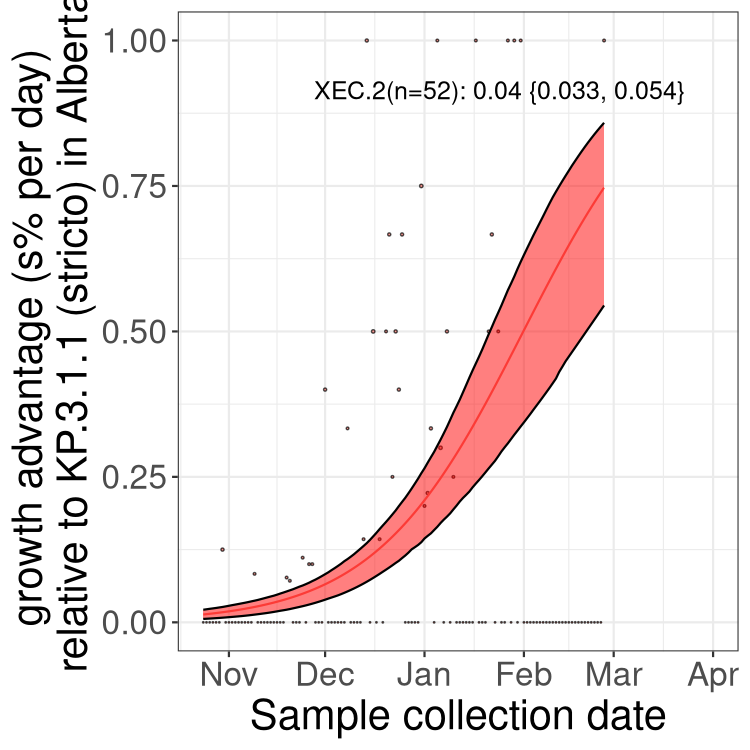 growth advantage (s% per day)
relative to KP.3.1.1 (stricto) in Alberta
1.00
0.75
0.50
0.25
0.00
XEC.2(n=52): 0.04 {0.033, 0.054}
Nov Dec Jan Feb Mar Apr
Sample collection date